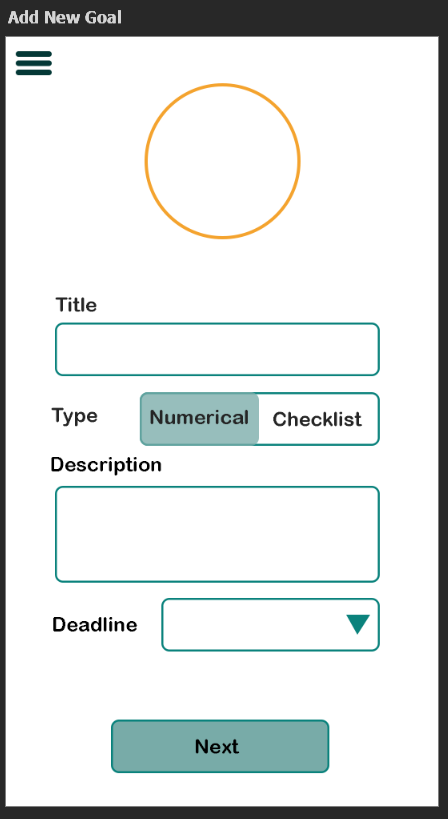 Add New Goal
Title
Type Numerical Checklist
Description
Deadline
Next